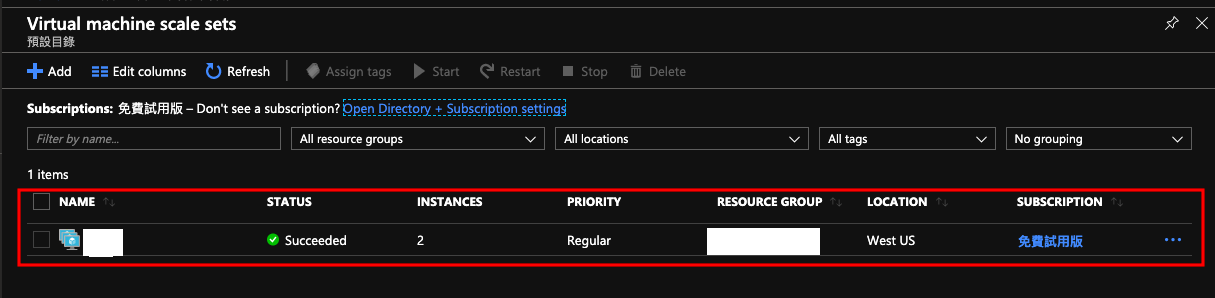 Virtual machine scale sets
預設目錄
Add Edit columns Refresh Assign tags Start Restart Stop Delete
Subscriptions: 免費試用版 – Don't see a subscription? Open Directory + Subscription settings
Filter by name... All resource groups All locations All tags No grouping
1 items
NAME STATUS INSTANCES PRIORITY RESOURCE GROUP LOCATION SUBSCRIPTION
Succeeded 2 Regular West US 免費試用版